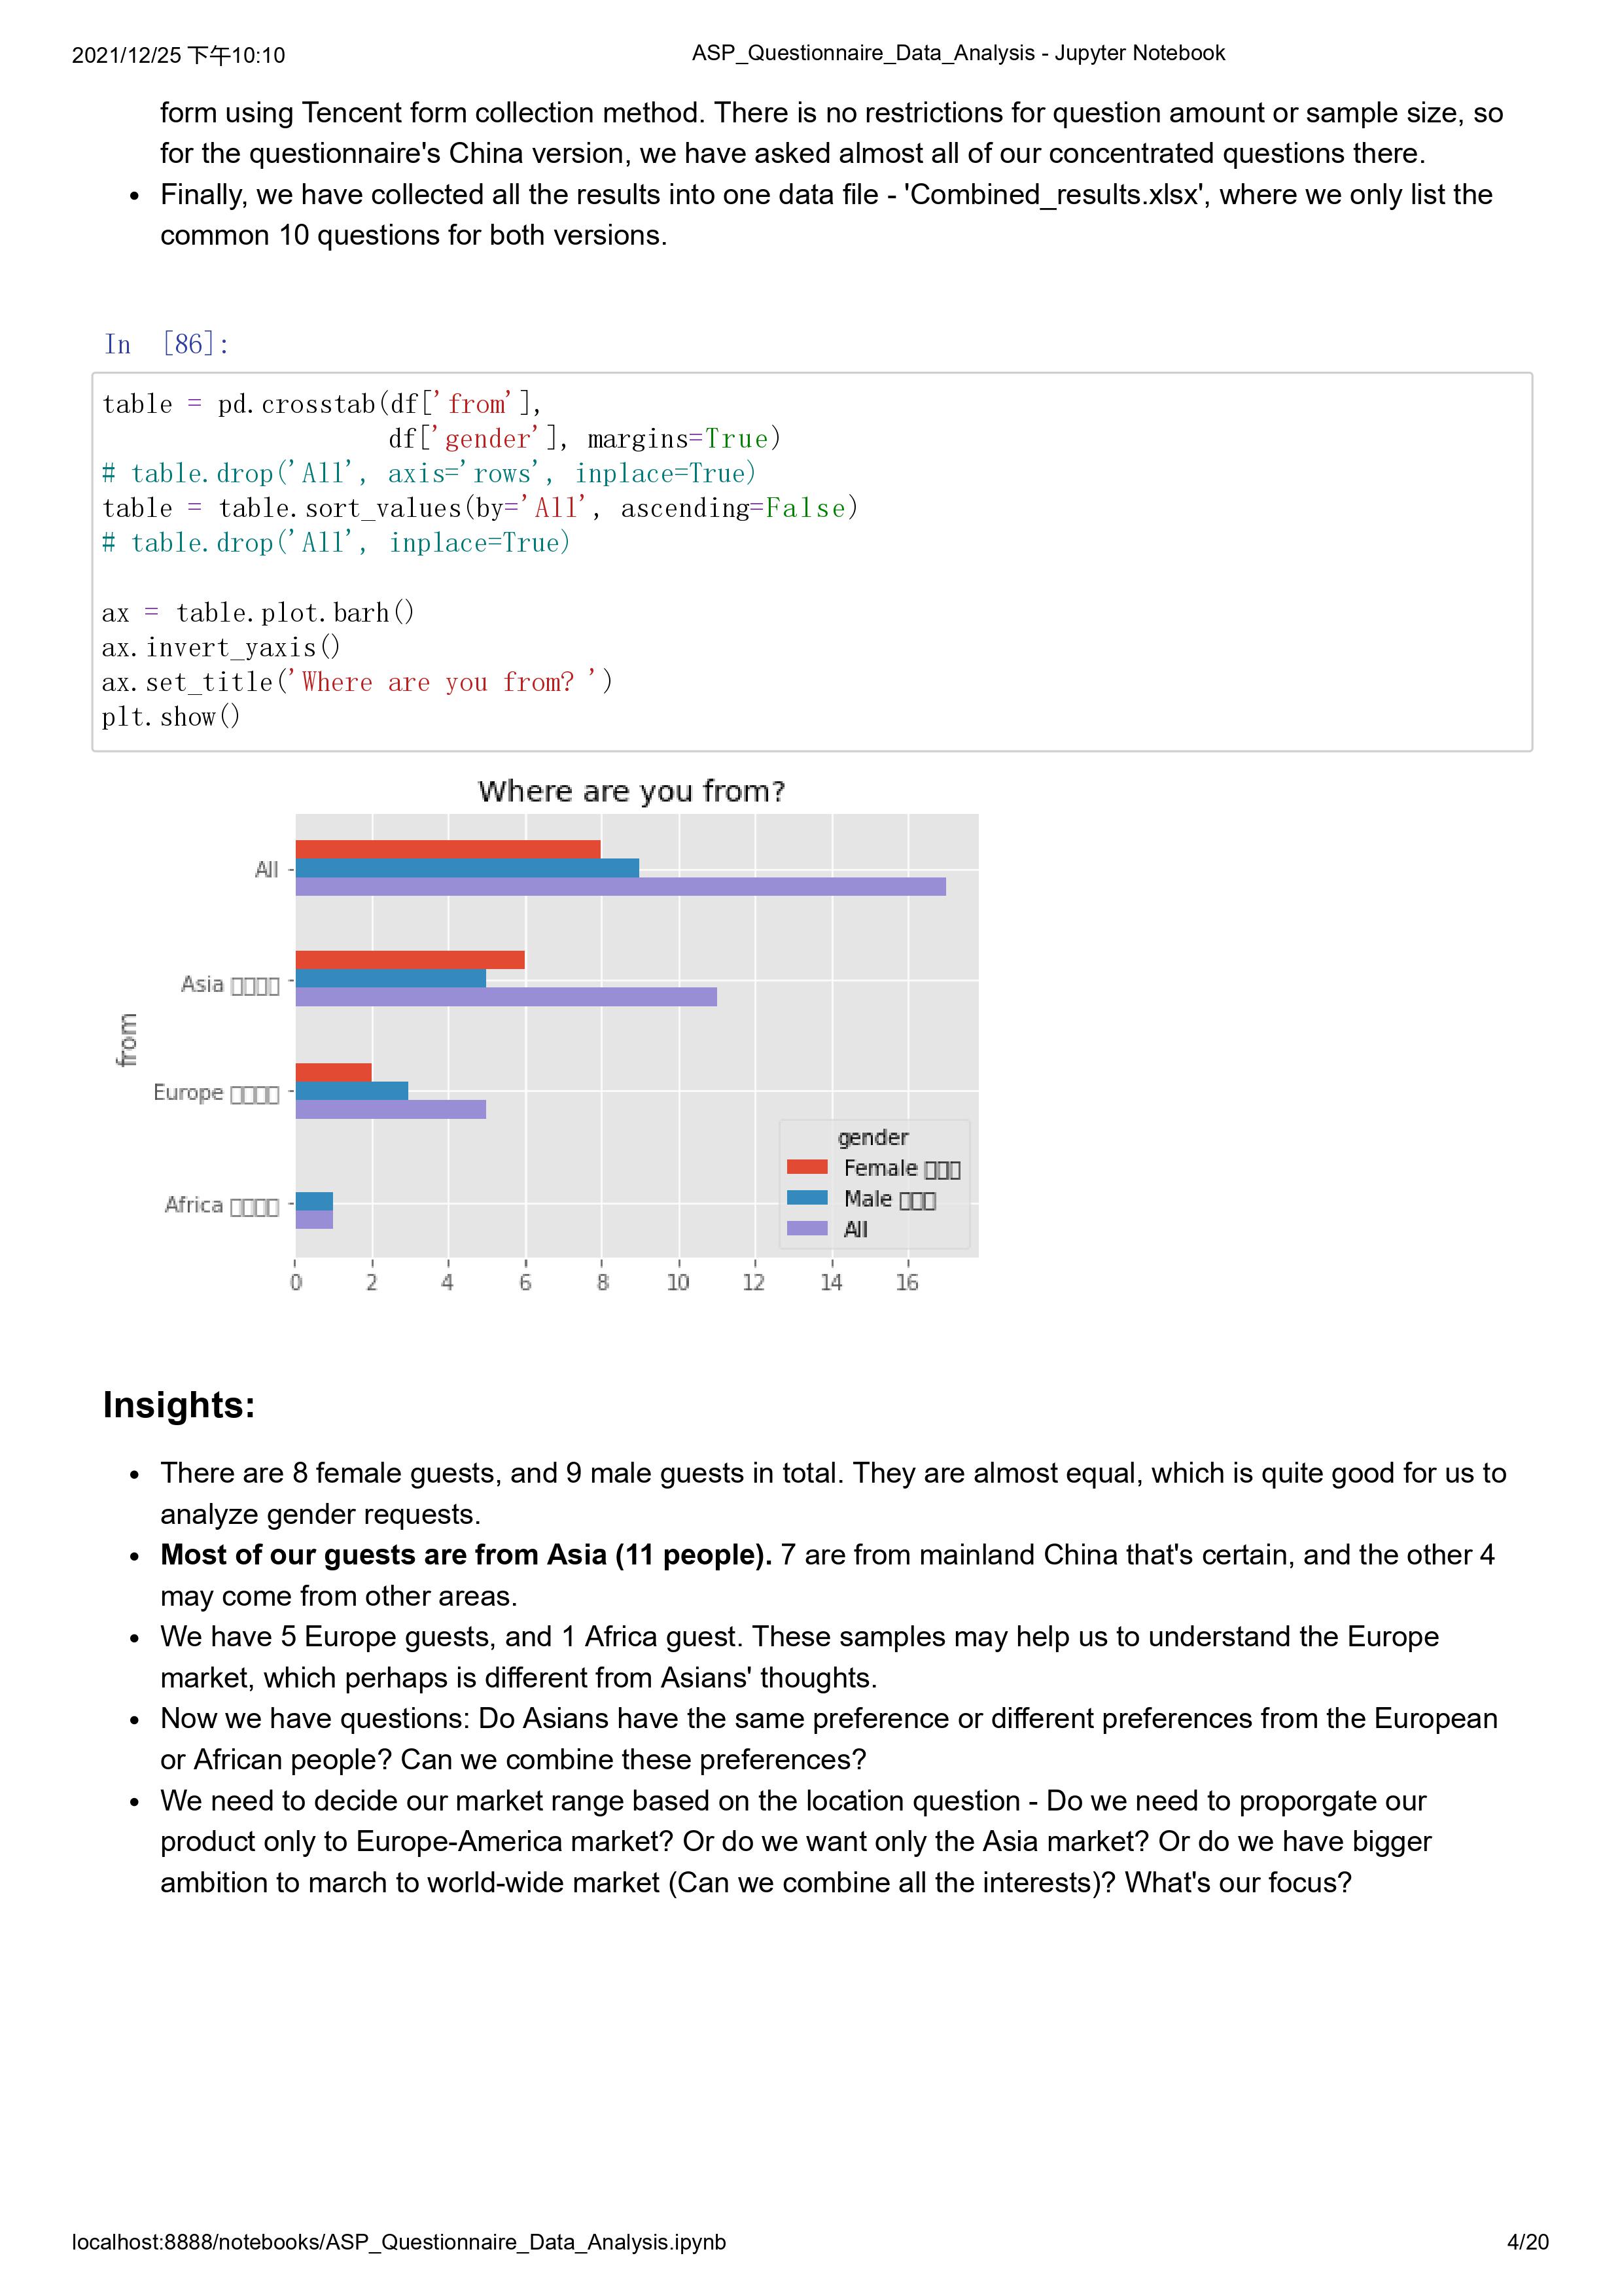 2021/12/25 下午10:10
ASP_Questionnaire_Data_Analysis - Jupyter Notebook
form using Tencent form collection method. There is no restrictions for question amount or sample size, so
for the questionnaire's China version, we have asked almost all of our concentrated questions there.
• Finally, we have collected all the results into one data file - 'Combined_results.xlsx', where we only list the
common 10 questions for both versions.
In [86]:
table = pd.crosstab(df['from'],
df['gender'], margins=True)
# table.drop('All', axis='rows', inplace=True)
table = table.sort_values(by='All', ascending=False)
# table.drop('All', inplace=True)
ax = table.plot.barh()
ax.invert_yaxis()
ax.set_title('Where are you from? ')
plt.show()
Where are you from?
All
Asia □□□□
from
Europe □□□□
Africa □□□□
gender
Female □□□
Male □□□
All
0 2 4 6 8 10 12 14 16
Insights:
• There are 8 female guests, and 9 male guests in total. They are almost equal, which is quite good for us to
analyze gender requests.
• Most of our guests are from Asia (11 people). 7 are from mainland China that's certain, and the other 4
may come from other areas.
• We have 5 Europe guests, and 1 Africa guest. These samples may help us to understand the Europe
market, which perhaps is different from Asians' thoughts.
• Now we have questions: Do Asians have the same preference or different preferences from the European
or African people? Can we combine these preferences?
• We need to decide our market range based on the location question - Do we need to proporgate our
product only to Europe-America market? Or do we want only the Asia market? Or do we have bigger
ambition to march to world-wide market (Can we combine all the interests)? What's our focus?
localhost:8888/notebooks/ASP_Questionnaire_Data_Analysis.ipynb
4/20